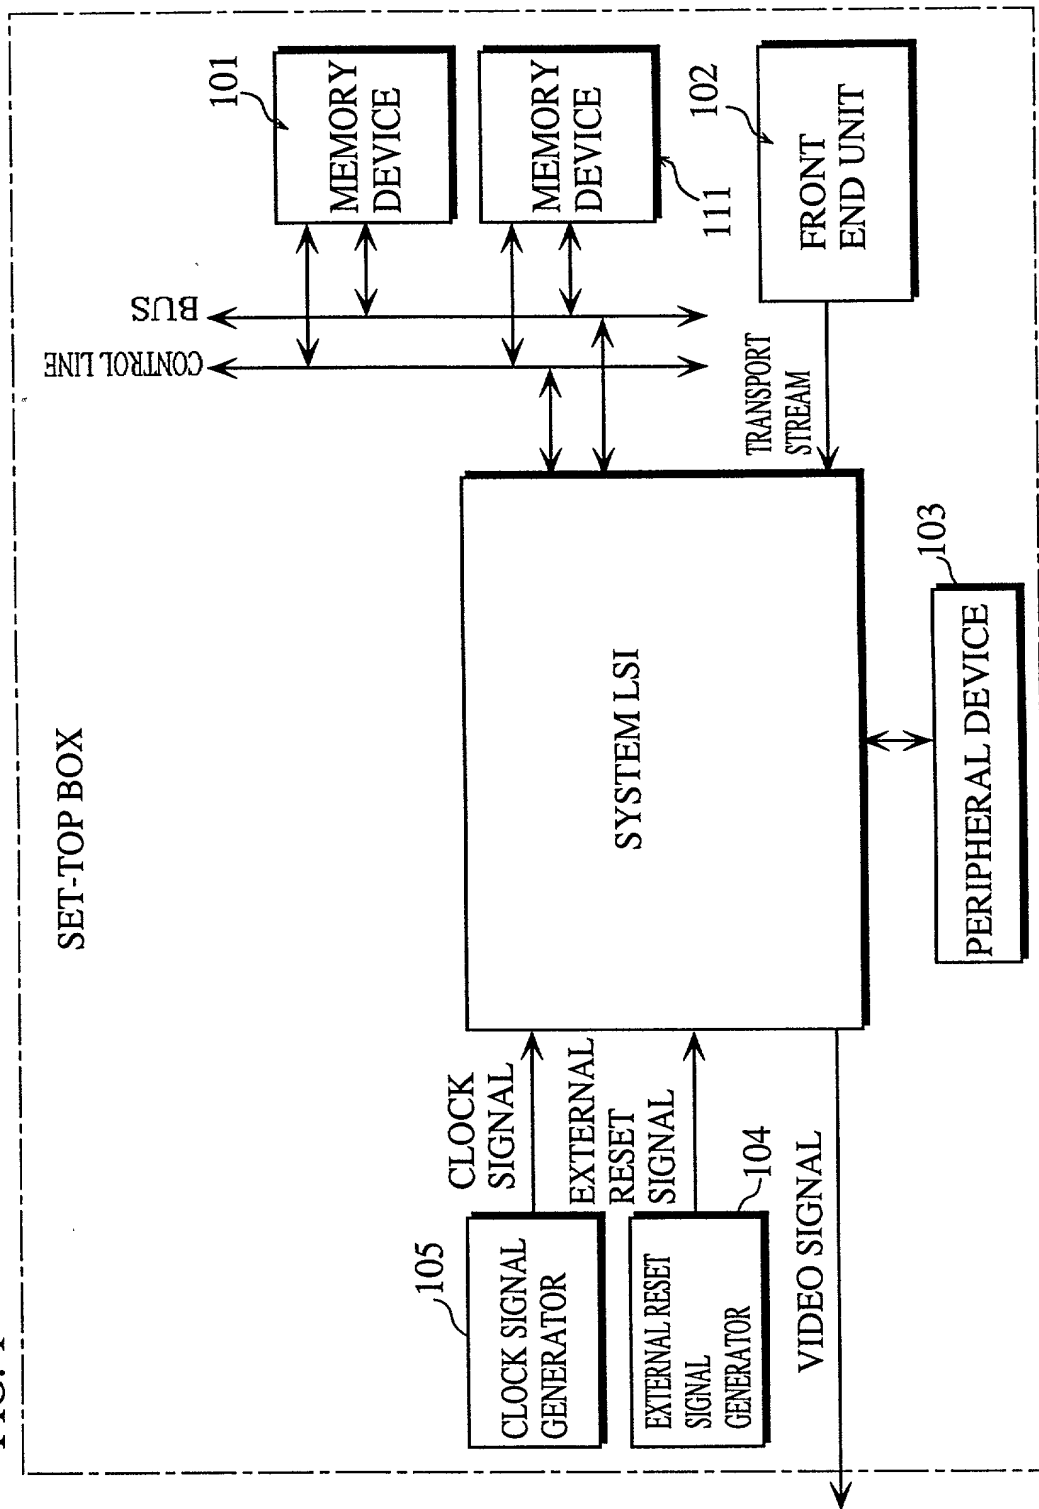 SET-TOP BOX
101
MEMORY
DEVICE
MEMORY
DEVICE
111
102
FRONT
END UNIT
BUS
CONTROL LINE
TRANSPORT
STREAM
SYSTEM LSI
103
PERIPHERAL DEVICE
CLOCK
SIGNAL
EXTERNAL
RESET
SIGNAL
105
CLOCK SIGNAL
GENERATOR
104
EXTERNAL RESET
SIGNAL
GENERATOR
VIDEO SIGNAL